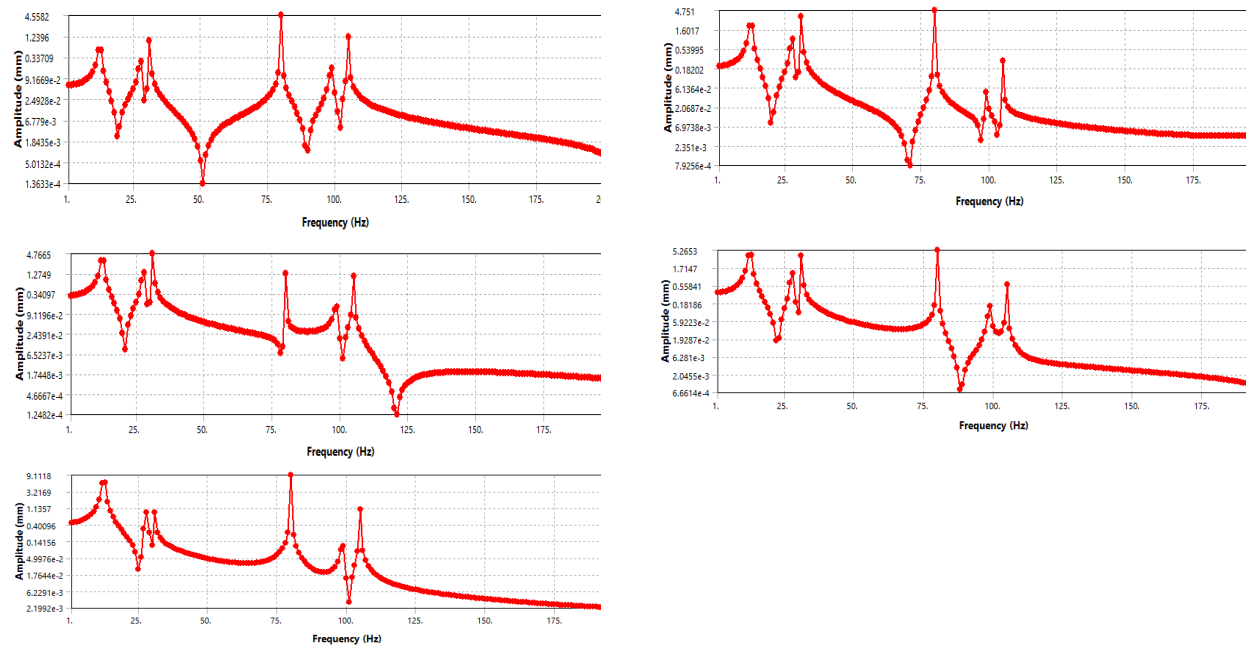 4.5582
1.2396
0.33709
9.1669e-2
2.4928e-2
6.779e-3
1.8435e-3
5.0132e-4
1.3633e-4
Amplitude (mm)
1. 25. 50. 75. 100. 125. 150. 175. 2
Frequency (Hz)
4.751
1.6017
0.53995
0.18202
6.1364e-2
2.0687e-2
6.9738e-3
2.351e-3
7.9256e-4
Amplitude (mm)
1. 25. 50. 75. 100. 125. 150. 175.
Frequency (Hz)
4.7665
1.2749
0.34097
9.1196e-2
2.4391e-2
6.5237e-3
1.7448e-3
4.6667e-4
1.2482e-4
Amplitude (mm)
1. 25. 50. 75. 100. 125. 150. 175.
Frequency (Hz)
5.2653
1.7147
0.55841
0.18186
5.9223e-2
1.9287e-2
6.281e-3
2.0455e-3
6.6614e-4
Amplitude (mm)
1. 25. 50. 75. 100. 125. 150. 175.
Frequency (Hz)
9.1118
3.2169
1.1357
0.40096
0.14156
4.9976e-2
1.7644e-2
6.2291e-3
2.1992e-3
Amplitude (mm)
1. 25. 50. 75. 100. 125. 150. 175.
Frequency (Hz)